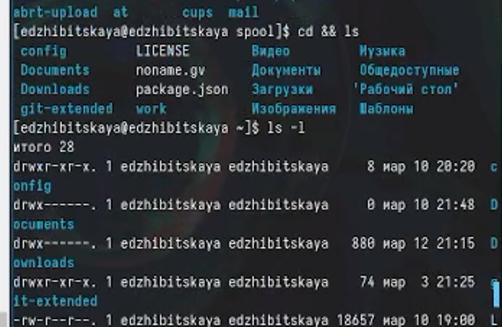 abrt-upload  at      cups  mail
[edzhibitskaya@edzhibitskaya spool]$ cd && ls
config        LICENSE       Видео        Музыка
Documents     noname.gv     Документы    Общедоступные
Downloads     package.json  Загрузки     'Рабочий стол'
git-extended  work          Изображения  Шаблоны
[edzhibitskaya@edzhibitskaya ~]$ ls -l
итого 28
drwxr-xr-x. 1 edzhibitskaya edzhibitskaya     8 мар 10 20:20 c
onfig
drwx------. 1 edzhibitskaya edzhibitskaya     0 мар 10 21:48 D
ocuments
drwx------. 1 edzhibitskaya edzhibitskaya   880 мар 12 21:15 D
ownloads
drwxr-xr-x. 1 edzhibitskaya edzhibitskaya    74 мар  3 21:25 g
it-extended
-rw-r--r--. 1 edzhibitskaya edzhibitskaya 18657 мар 10 19:00 L